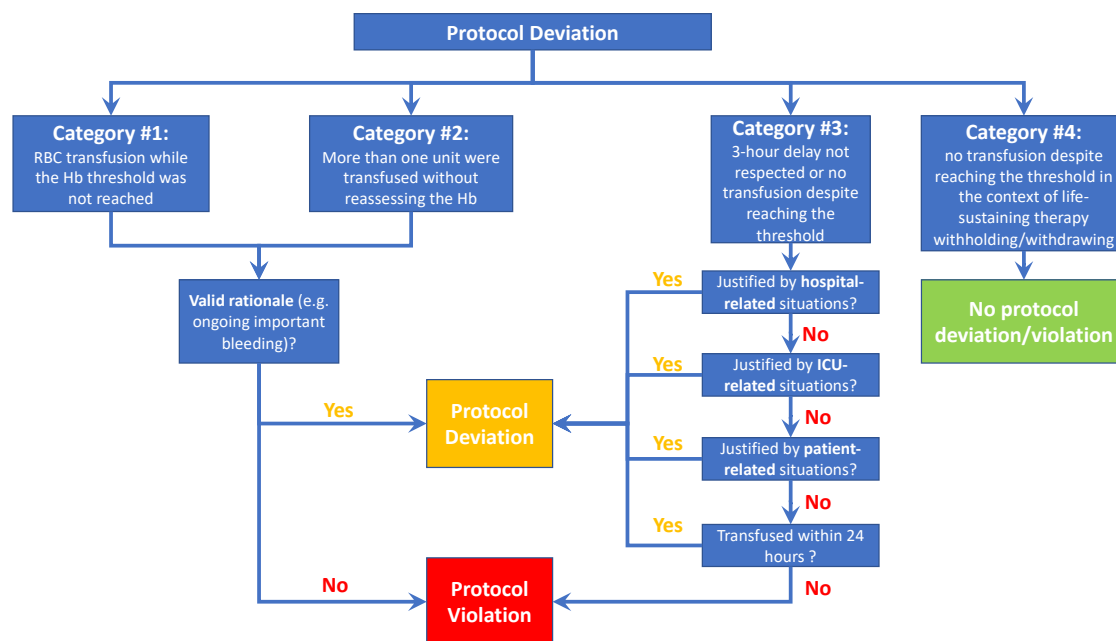 Protocol Deviation
Category #1:
RBC transfusion while
the Hb threshold was
not reached
Category #2:
More than one unit were
transfused without
reassessing the Hb
Category #3:
3-hour delay not
respected or no
transfusion despite
reaching the
threshold
Category #4:
no transfusion despite
reaching the threshold in
the context of life-
sustaining therapy
withholding/withdrawing
Valid rationale (e.g.
ongoing important
bleeding)?
Yes
Justified by hospital-
related situations?
No
No protocol
deviation/violation
Yes
Justified by ICU-
related situations?
No
Yes
Protocol
Deviation
Yes
Justified by patient-
related situations?
No
Yes
Transfused within 24
hours ?
No
No
Protocol
Violation